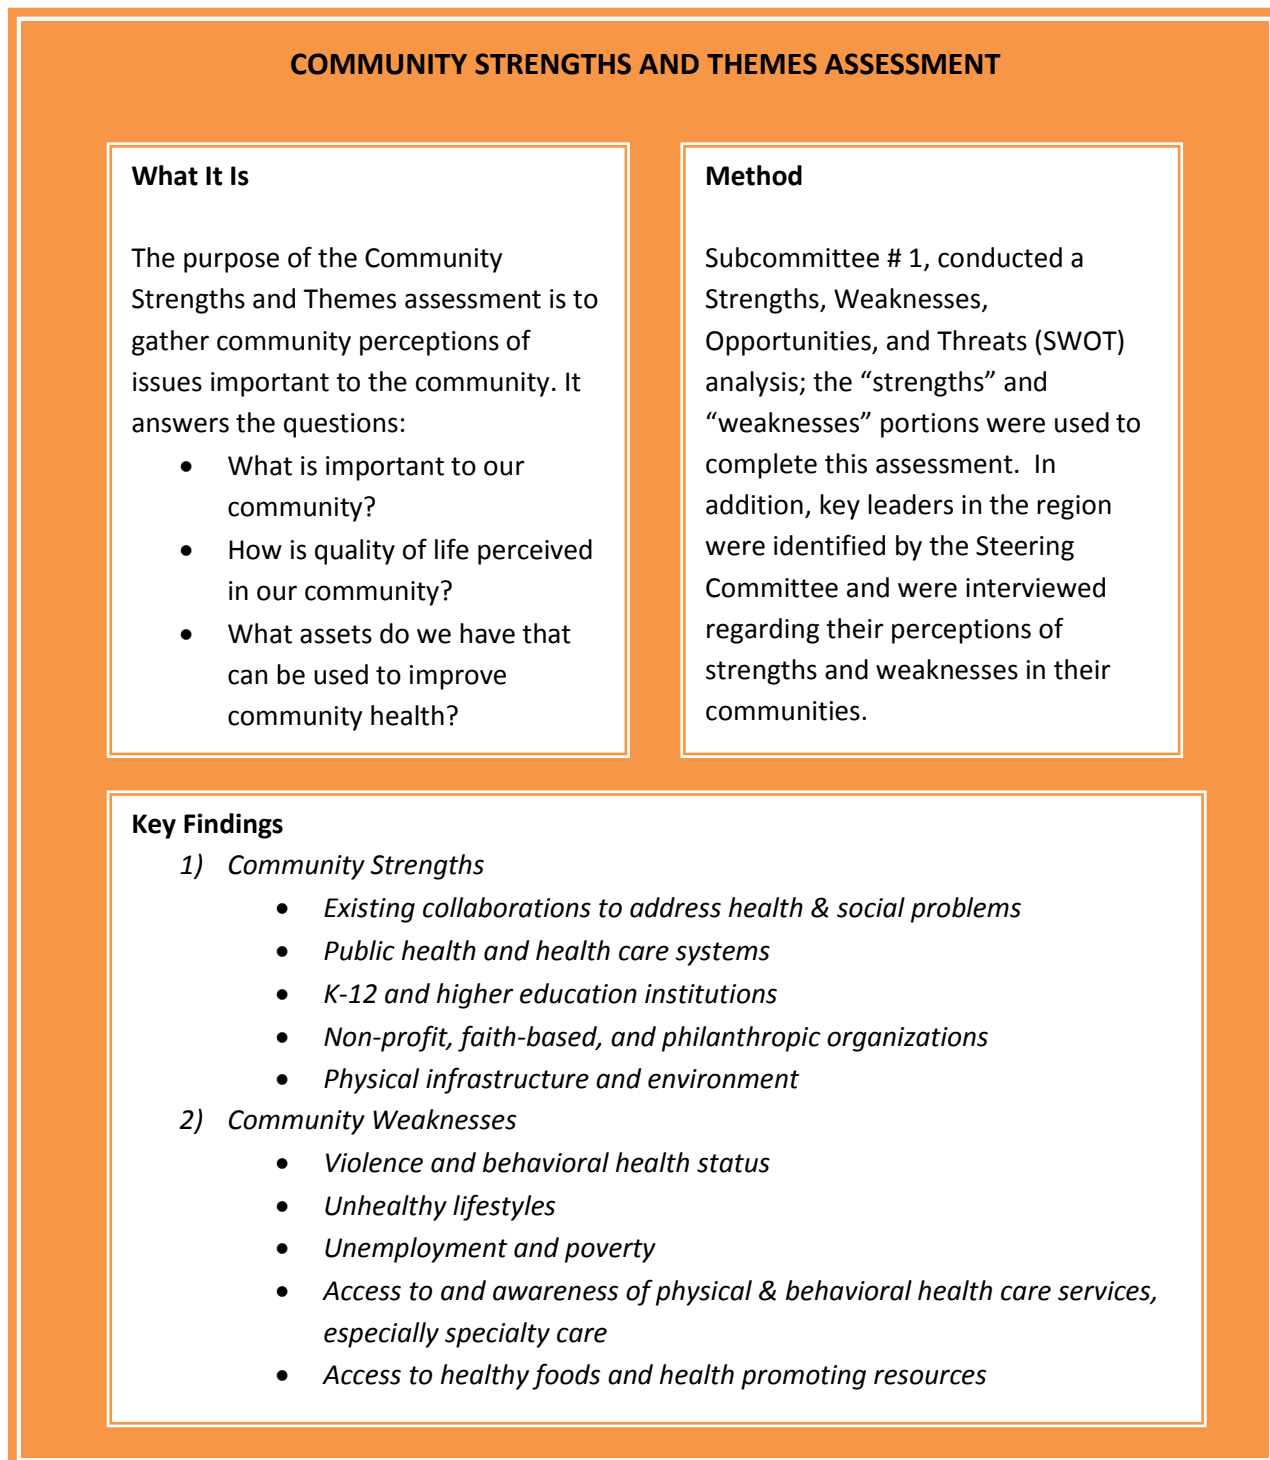 COMMUNITY STRENGTHS AND THEMES ASSESSMENT
What It Is
The purpose of the Community
Strengths and Themes assessment is to
gather community perceptions of
issues important to the community. It
answers the questions:
• What is important to our
community?
• How is quality of life perceived
in our community?
• What assets do we have that
can be used to improve
community health?
Method
Subcommittee # 1, conducted a
Strengths, Weaknesses,
Opportunities, and Threats (SWOT)
analysis; the “strengths” and
“weaknesses” portions were used to
complete this assessment.  In
addition, key leaders in the region
were identified by the Steering
Committee and were interviewed
regarding their perceptions of
strengths and weaknesses in their
communities.
Key Findings
1) Community Strengths
• Existing collaborations to address health & social problems
• Public health and health care systems
• K-12 and higher education institutions
• Non-profit, faith-based, and philanthropic organizations
• Physical infrastructure and environment
2) Community Weaknesses
• Violence and behavioral health status
• Unhealthy lifestyles
• Unemployment and poverty
• Access to and awareness of physical & behavioral health care services,
especially specialty care
• Access to healthy foods and health promoting resources